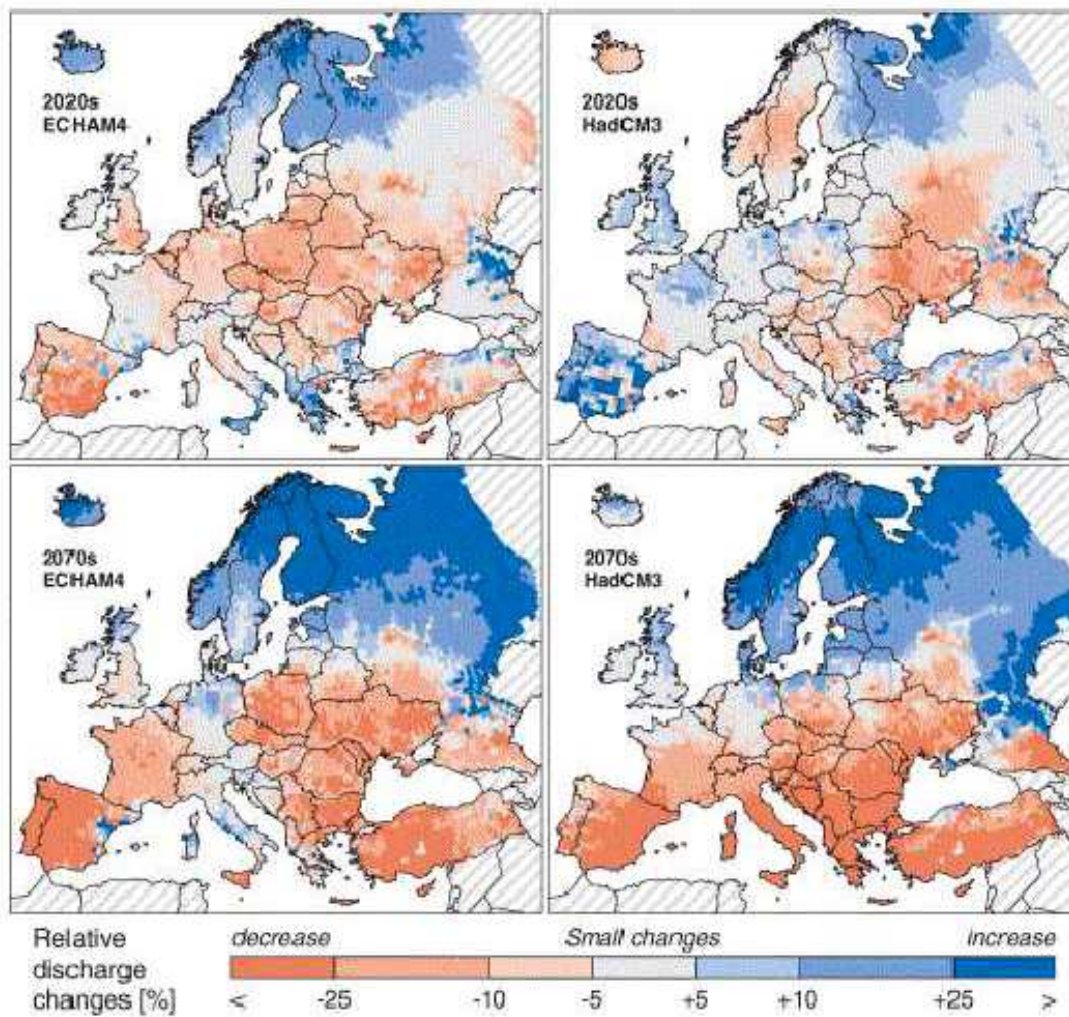 2020s
ECHAM4
2020s
HadCM3
2070s
ECHAM4
2070s
HadCM3
Relative decrease Small changes increase
discharge
changes [%] < -25 -10 -5 +5 +10 +25 >